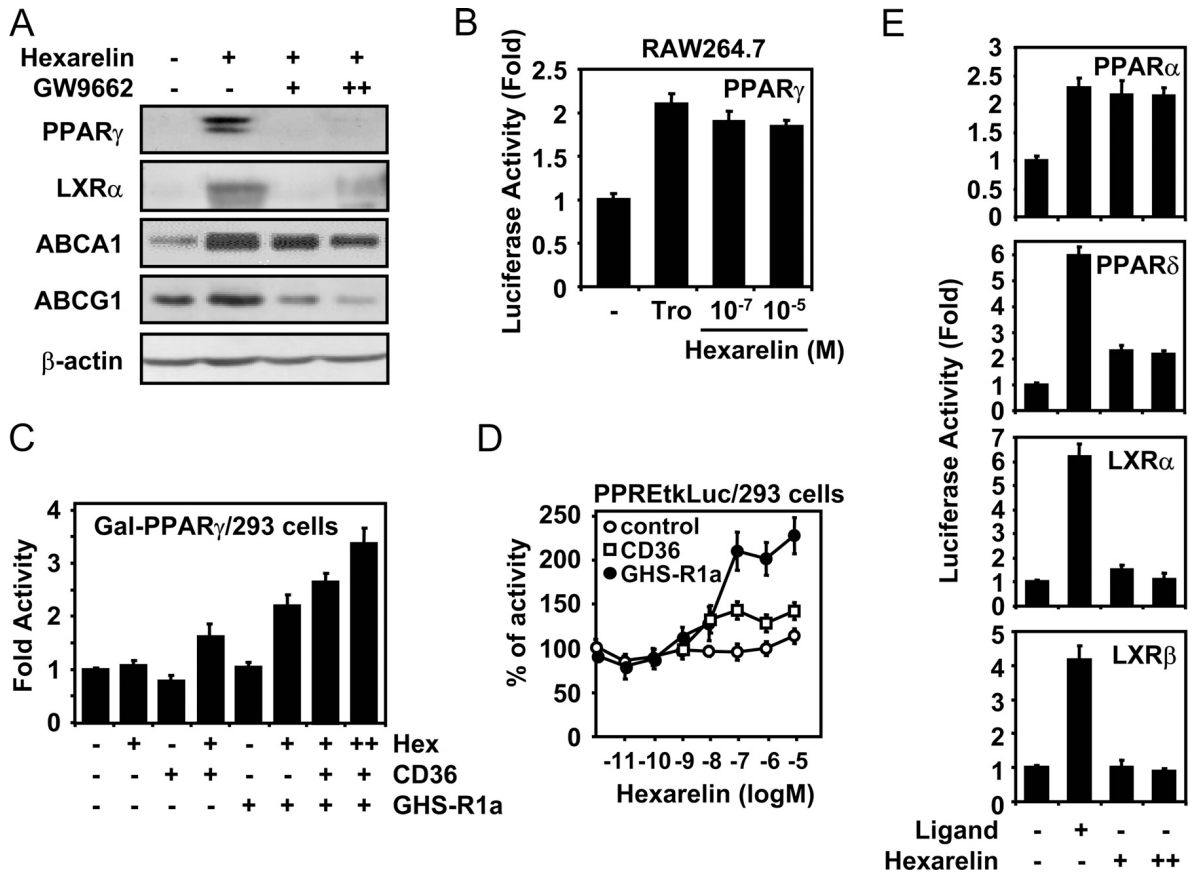 A
Hexarelin - + + +
GW9662 - - + ++
PPARγ
LXRα
ABCA1
ABCG1
β-actin
B
RAW264.7
PPARγ
Luciferase Activity (Fold)
2.5
2
1.5
1
0.5
0
- Tro 10-7 10-5
Hexarelin (M)
C
Gal-PPARγ/293 cells
Fold Activity
4
3
2
1
0
- + - + - + + ++ Hex
- - + + - - + + CD36
- - - - + + + + GHS-R1a
D
PPREtkLuc/293 cells
control
CD36
GHS-R1a
% of activity
250
200
150
100
50
0
-11 -10 -9 -8 -7 -6 -5
Hexarelin (logM)
E
Luciferase Activity (Fold)
PPARα
3
2.5
2
1.5
1
0.5
0
PPARδ
6
5
4
3
2
1
0
LXRα
7
6
5
4
3
2
1
0
LXRβ
5
4
3
2
1
0
Ligand - + - -
Hexarelin - - + ++